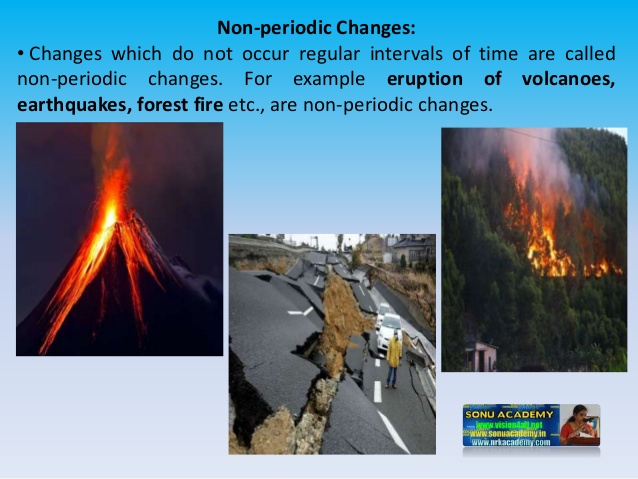 Non-periodic Changes:
• Changes which do not occur regular intervals of time are called
non-periodic changes. For example eruption of volcanoes,
earthquakes, forest fire etc., are non-periodic changes.
SONU ACADEMY
www.vision4all.net
www.sonuacademy.in
www.nrkacademy.com